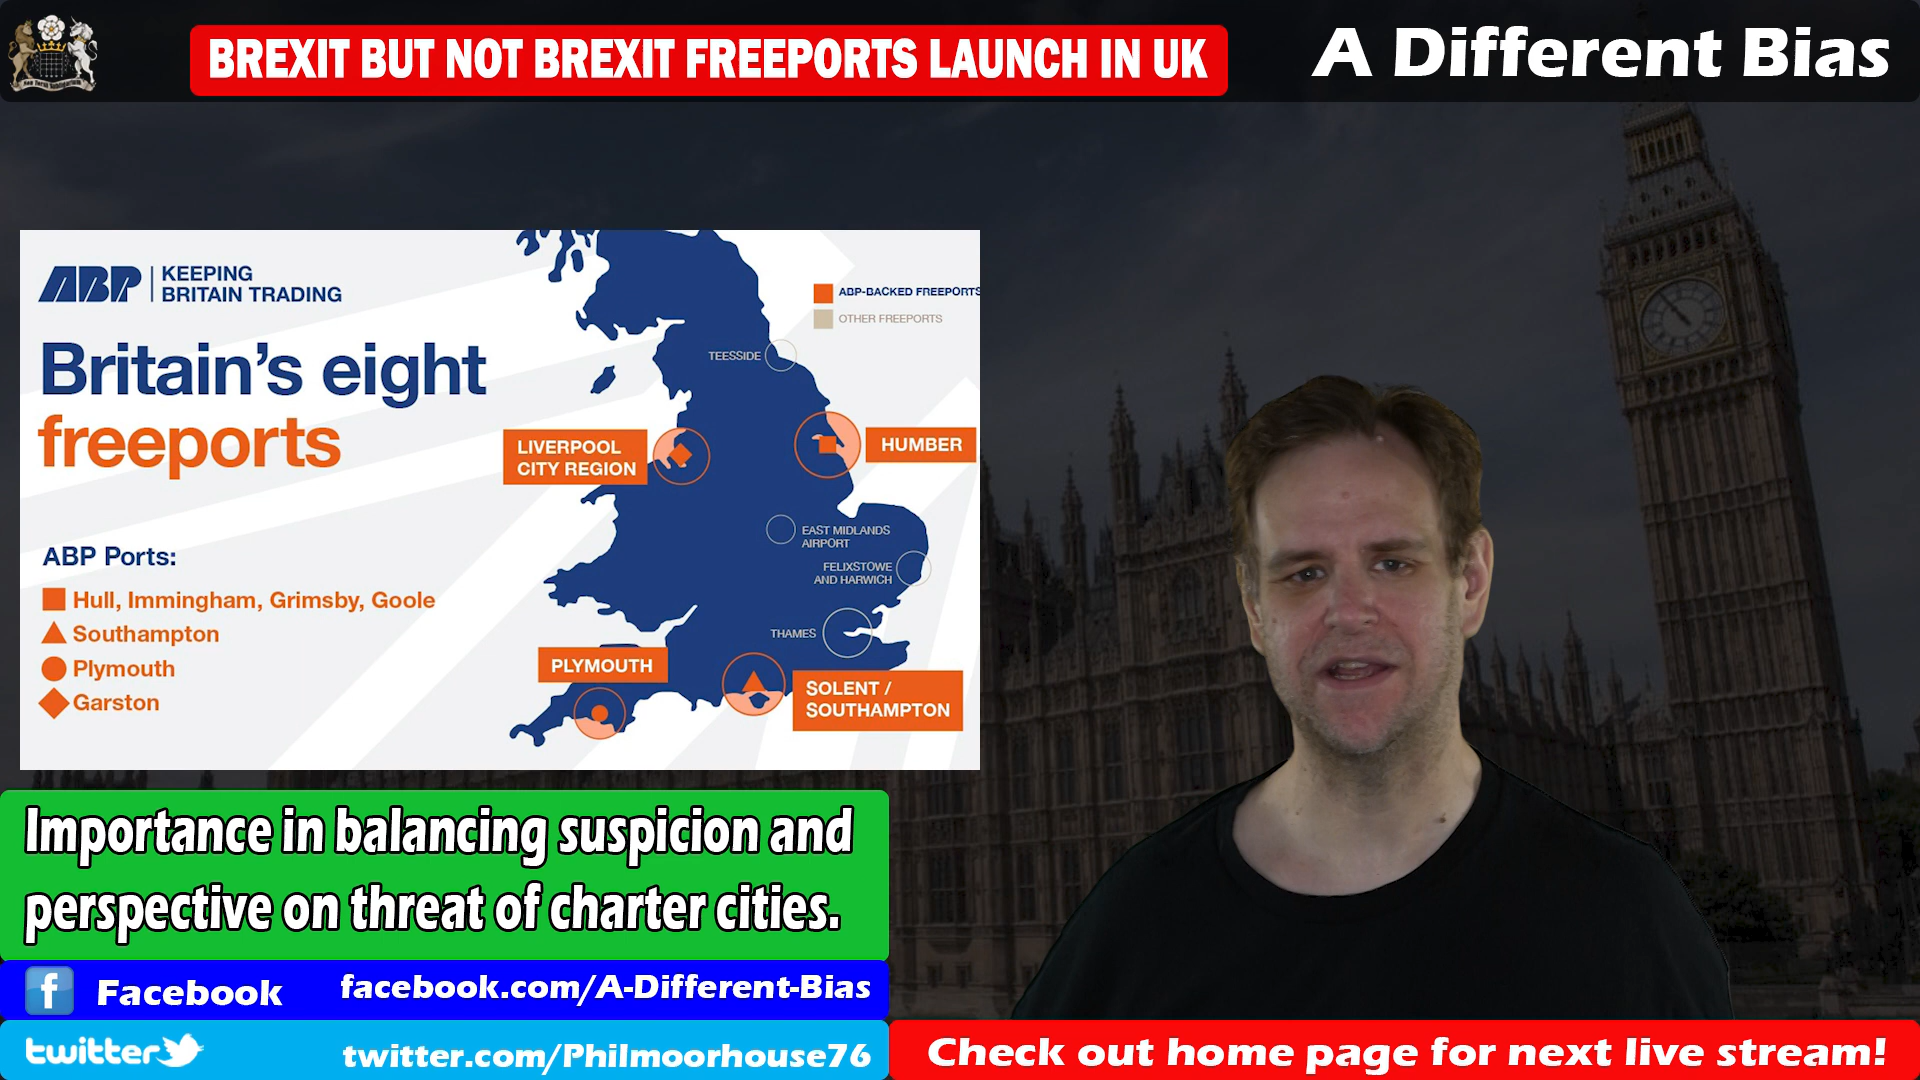 BREXIT BUT NOT BREXIT FREEPORTS LAUNCH IN UK
A Different Bias
ABP
KEEPING
BRITAIN TRADING
Britain's eight
freeports
ABP-BACKED FREEPORTS
OTHER FREEPORTS
TEESSIDE
LIVERPOOL
CITY REGION
HUMBER
EAST MIDLANDS
AIRPORT
FELIXSTOWE
AND HARWICH
THAMES
PLYMOUTH
SOLENT /
SOUTHAMPTON
ABP Ports:
Hull, Immingham, Grimsby, Goole
Southampton
Plymouth
Garston
Importance in balancing suspicion and
perspective on threat of charter cities.
f Facebook facebook.com/A-Different-Bias
twitter twitter.com/Philmoorhouse76
Check out home page for next live stream!